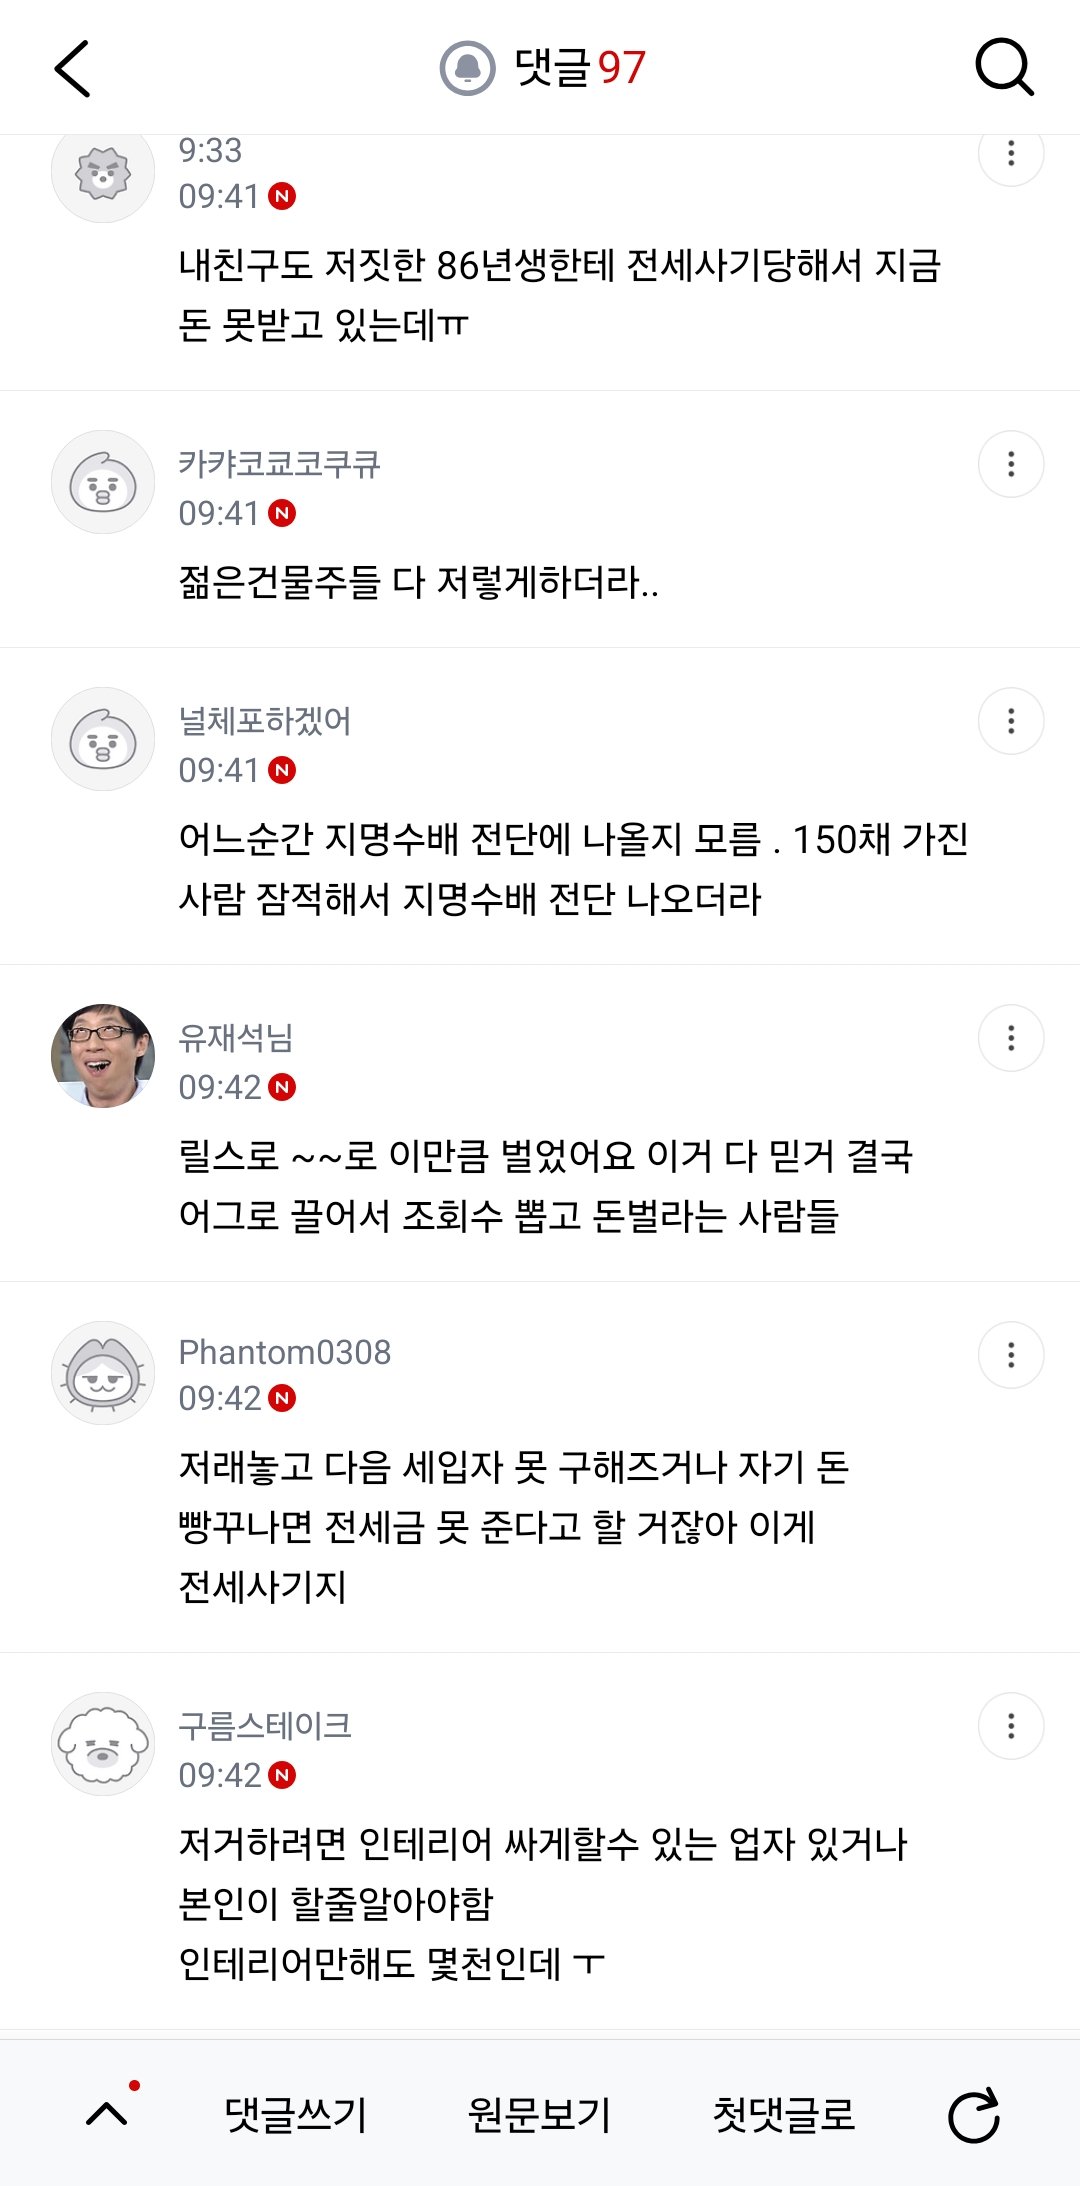 댓글 97
9:33
09:41 N
내친구도 저짓한 86년생한테 전세사기당해서 지금
돈 못받고 있는데ㅠ
카캬코쿄코쿠큐
09:41 N
젊은건물주들 다 저렇게하더라..
널체포하겠어
09:41 N
어느순간 지명수배 전단에 나올지 모름 . 150채 가진
사람 잠적해서 지명수배 전단 나오더라
유재석님
09:42 N
릴스로 ~~로 이만큼 벌었어요 이거 다 믿거 결국
어그로 끌어서 조회수 뽑고 돈벌라는 사람들
Phantom0308
09:42 N
저래놓고 다음 세입자 못 구해즈거나 자기 돈
빵꾸나면 전세금 못 준다고 할 거잖아 이게
전세사기지
구름스테이크
09:42 N
저거하려면 인테리어 싸게할수 있는 업자 있거나
본인이 할줄알아야함
인테리어만해도 몇천인데 ㅜ
댓글쓰기 원문보기 첫댓글로